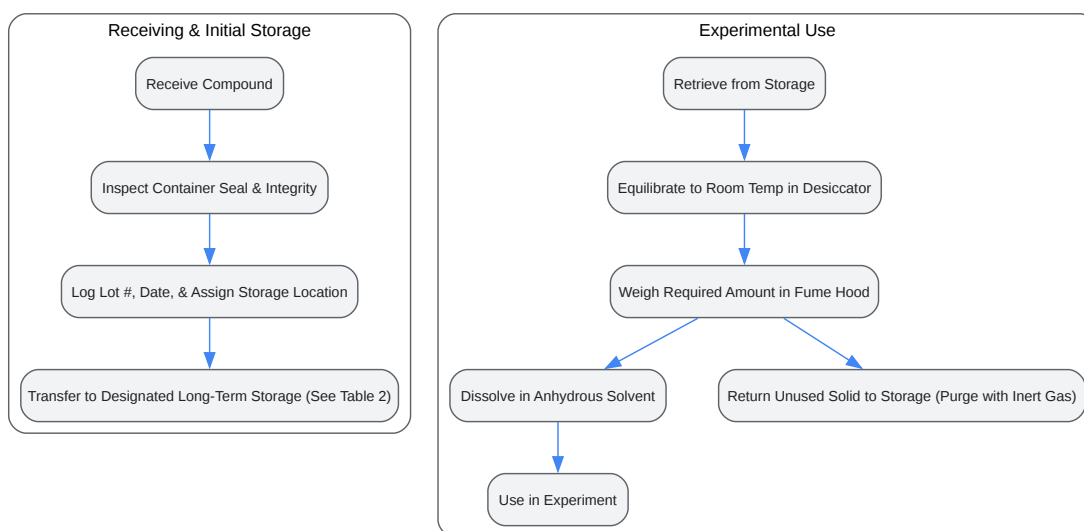 Receiving & Initial Storage
Receive Compound
Inspect Container Seal & Integrity
Log Lot #, Date, & Assign Storage Location
Transfer to Designated Long-Term Storage (See Table 2)
Experimental Use
Retrieve from Storage
Equilibrate to Room Temp in Desiccator
Weigh Required Amount in Fume Hood
Dissolve in Anhydrous Solvent
Return Unused Solid to Storage (Purge with Inert Gas)
Use in Experiment